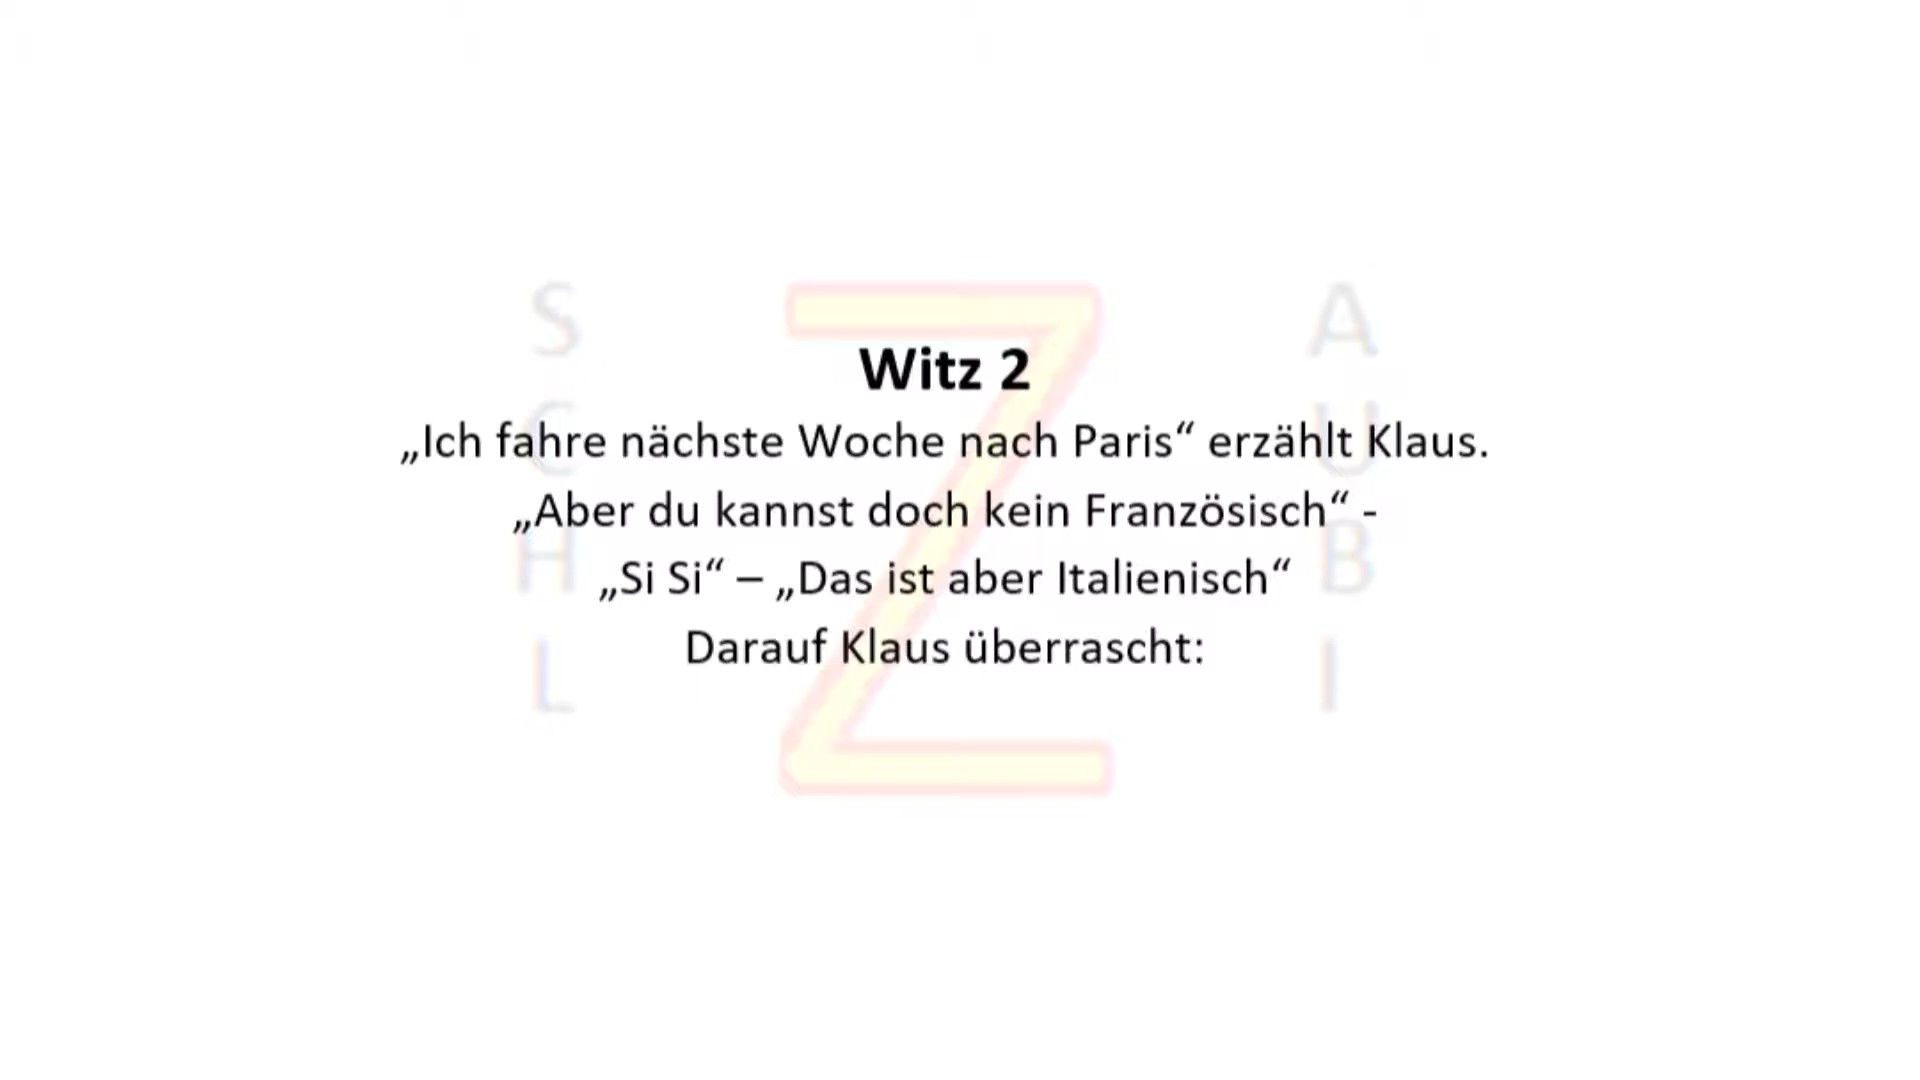 Witz 2
„Ich fahre nächste Woche nach Paris“ erzählt Klaus.
„Aber du kannst doch kein Französisch“ -
„Si Si“ – „Das ist aber Italienisch“
Darauf Klaus überrascht:
S
C
H
L
Z
A
U
B
I